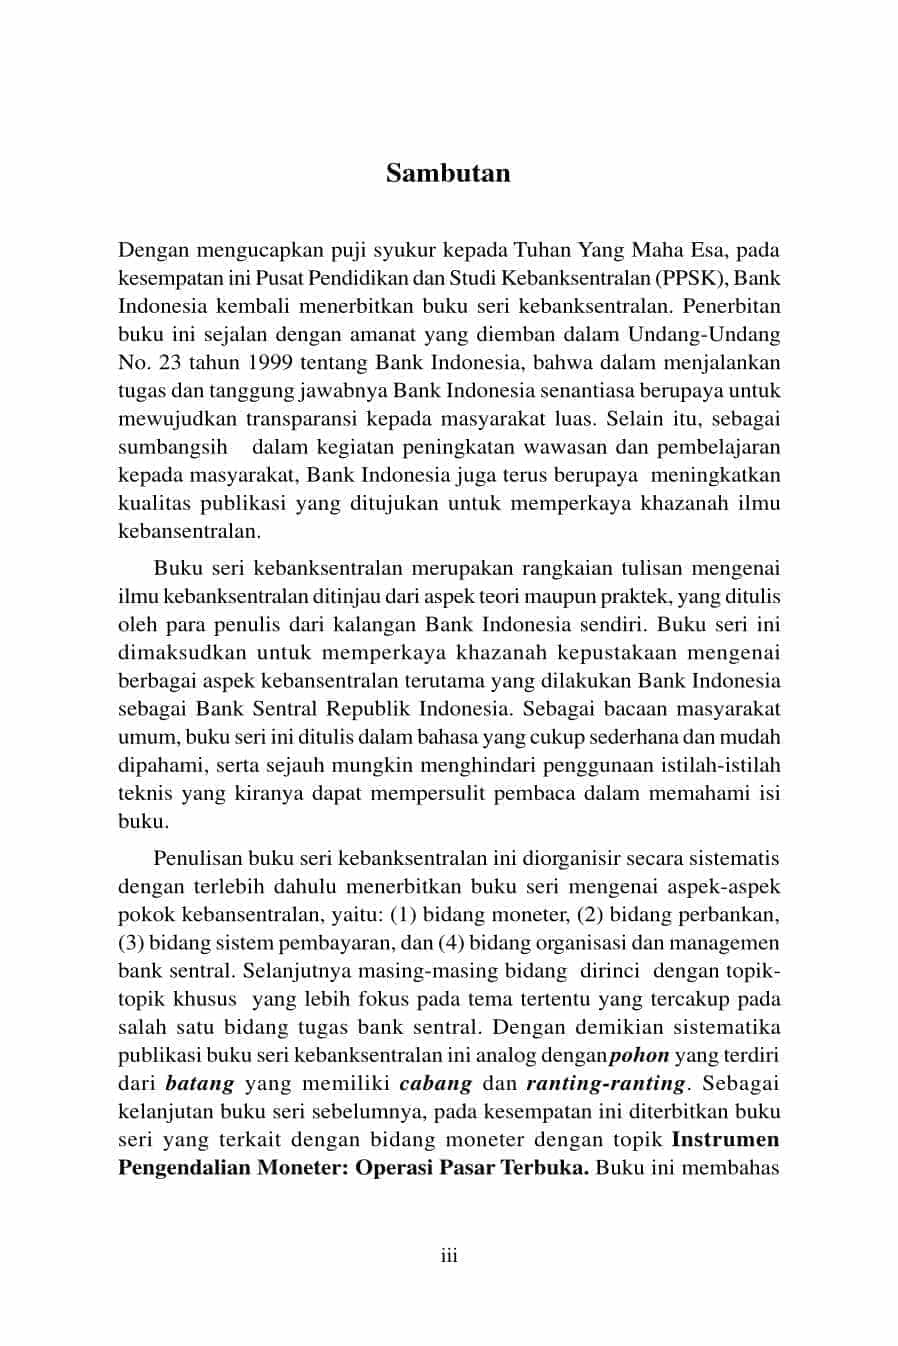 Sambutan
Dengan mengucapkan puji syukur kepada Tuhan Yang Maha Esa, pada
kesempatan ini Pusat Pendidikan dan Studi Kebanksentralan (PPSK), Bank
Indonesia kembali menerbitkan buku seri kebanksentralan. Penerbitan
buku ini sejalan dengan amanat yang diemban dalam Undang-Undang
No. 23 tahun 1999 tentang Bank Indonesia, bahwa dalam menjalankan
tugas dan tanggung jawabnya Bank Indonesia senantiasa berupaya untuk
mewujudkan transparansi kepada masyarakat luas. Selain itu, sebagai
sumbangsih dalam kegiatan peningkatan wawasan dan pembelajaran
kepada masyarakat, Bank Indonesia juga terus berupaya meningkatkan
kualitas publikasi yang ditujukan untuk memperkaya khazanah ilmu
kebansentralan.
Buku seri kebanksentralan merupakan rangkaian tulisan mengenai
ilmu kebanksentralan ditinjau dari aspek teori maupun praktek, yang ditulis
oleh para penulis dari kalangan Bank Indonesia sendiri. Buku seri ini
dimaksudkan untuk memperkaya khazanah kepustakaan mengenai
berbagai aspek kebansentralan terutama yang dilakukan Bank Indonesia
sebagai Bank Sentral Republik Indonesia. Sebagai bacaan masyarakat
umum, buku seri ini ditulis dalam bahasa yang cukup sederhana dan mudah
dipahami, serta sejauh mungkin menghindari penggunaan istilah-istilah
teknis yang kiranya dapat mempersulit pembaca dalam memahami isi
buku.
Penulisan buku seri kebanksentralan ini diorganisir secara sistematis
dengan terlebih dahulu menerbitkan buku seri mengenai aspek-aspek
pokok kebansentralan, yaitu: (1) bidang moneter, (2) bidang perbankan,
(3) bidang sistem pembayaran, dan (4) bidang organisasi dan managemen
bank sentral. Selanjutnya masing-masing bidang dirinci dengan topik-
topik khusus yang lebih fokus pada tema tertentu yang tercakup pada
salah satu bidang tugas bank sentral. Dengan demikian sistematika
publikasi buku seri kebanksentralan ini analog dengan pohon yang terdiri
dari batang yang memiliki cabang dan ranting-ranting. Sebagai
kelanjutan buku seri sebelumnya, pada kesempatan ini diterbitkan buku
seri yang terkait dengan bidang moneter dengan topik Instrumen
Pengendalian Moneter: Operasi Pasar Terbuka. Buku ini membahas
iii